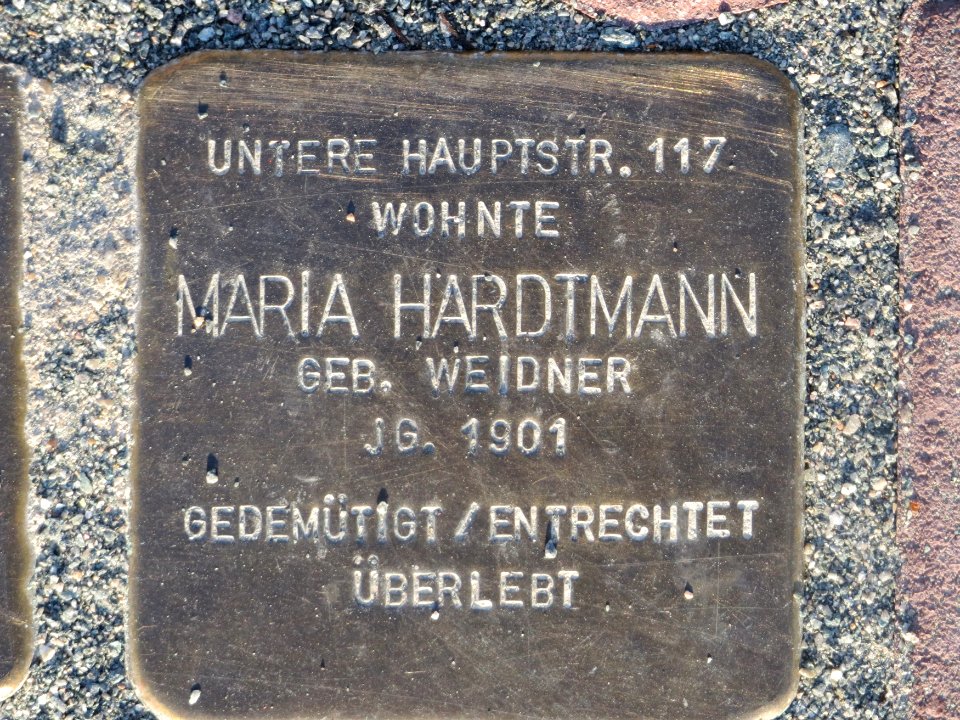 UNTERE HAUPTSTR. 117
WOHNTE
MARIA HARDTMANN
GEB. WEIDNER
JG. 1901
GEDEMÜTIGT / ENTRECHTET
ÜBERLEBT